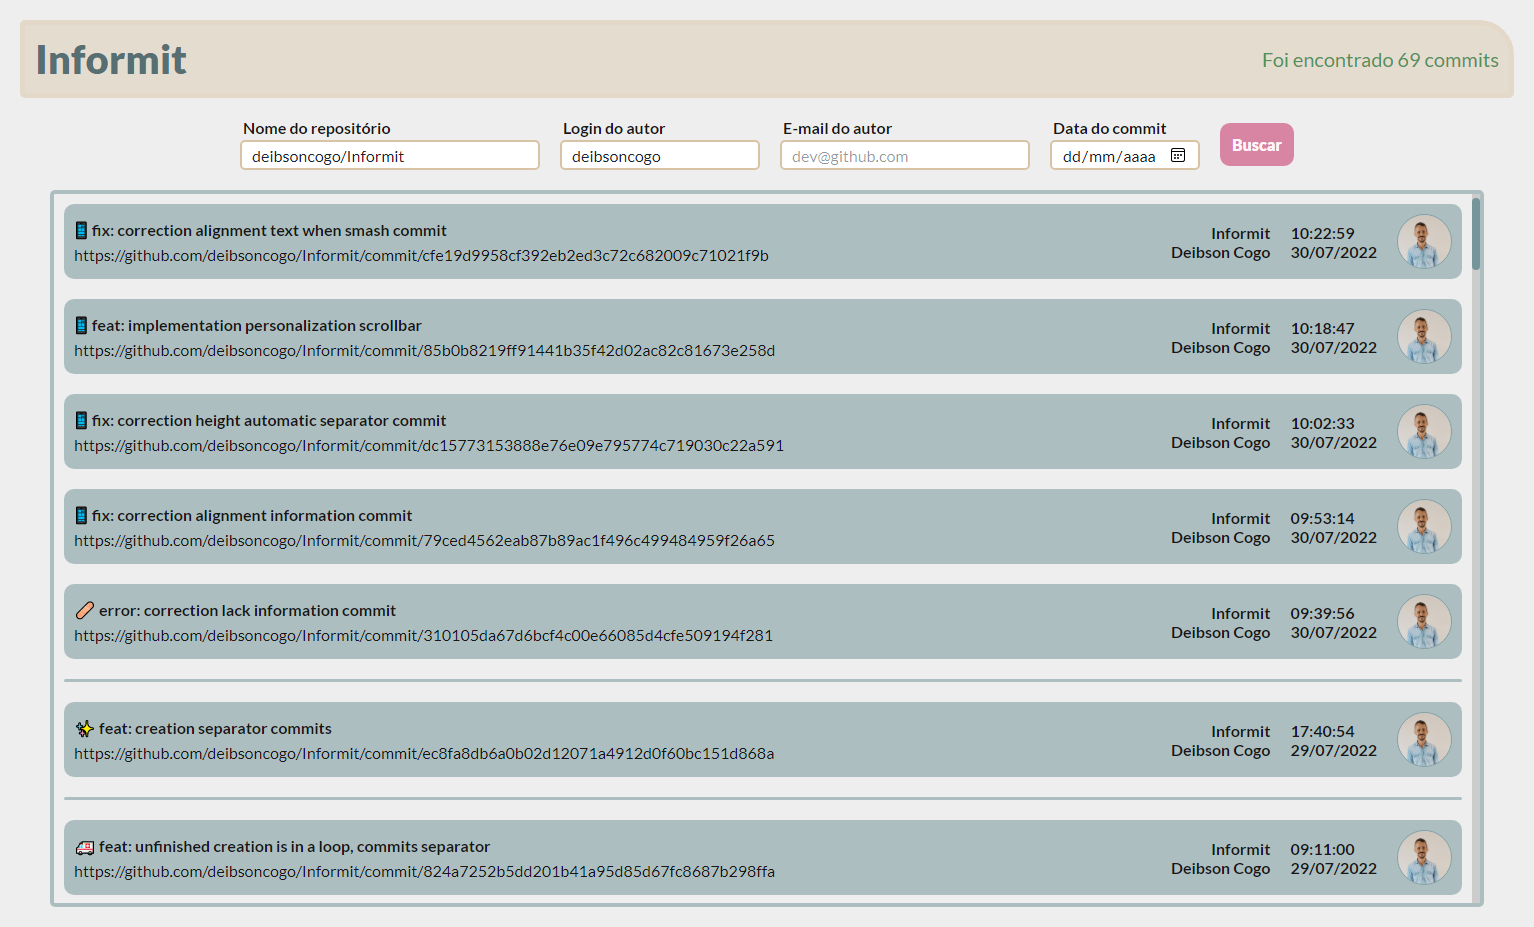 Informit
Foi encontrado 69 commits
Nome do repositório
Login do autor
E-mail do autor
Data do commit
deibsoncogo/Informit
deibsoncogo
dev@github.com
dd/mm/aaaa
Buscar
fix: correction alignment text when smash commit
https://github.com/deibsoncogo/Informit/commit/cfe19d9958cf392eb2ed3c72c682009c71021f9b
Informit 10:22:59
Deibson Cogo 30/07/2022
feat: implementation personalization scrollbar
https://github.com/deibsoncogo/Informit/commit/85b0b8219ff91441b35f42d02ac82c81673e258d
Informit 10:18:47
Deibson Cogo 30/07/2022
fix: correction height automatic separator commit
https://github.com/deibsoncogo/Informit/commit/dc15773153888e76e09e795774c719030c22a591
Informit 10:02:33
Deibson Cogo 30/07/2022
fix: correction alignment information commit
https://github.com/deibsoncogo/Informit/commit/79ced4562eab87b89ac1f496c499484959f26a65
Informit 09:53:14
Deibson Cogo 30/07/2022
error: correction lack information commit
https://github.com/deibsoncogo/Informit/commit/310105da67d6bcf4c00e66085d4cfe509194f281
Informit 09:39:56
Deibson Cogo 30/07/2022
feat: creation separator commits
https://github.com/deibsoncogo/Informit/commit/ec8fa8db6a0b02d12071a4912d0f60bc151d868a
Informit 17:40:54
Deibson Cogo 29/07/2022
feat: unfinished creation is in a loop, commits separator
https://github.com/deibsoncogo/Informit/commit/824a7252b5dd201b41a95d85d67fc8687b298ffa
Informit 09:11:00
Deibson Cogo 29/07/2022